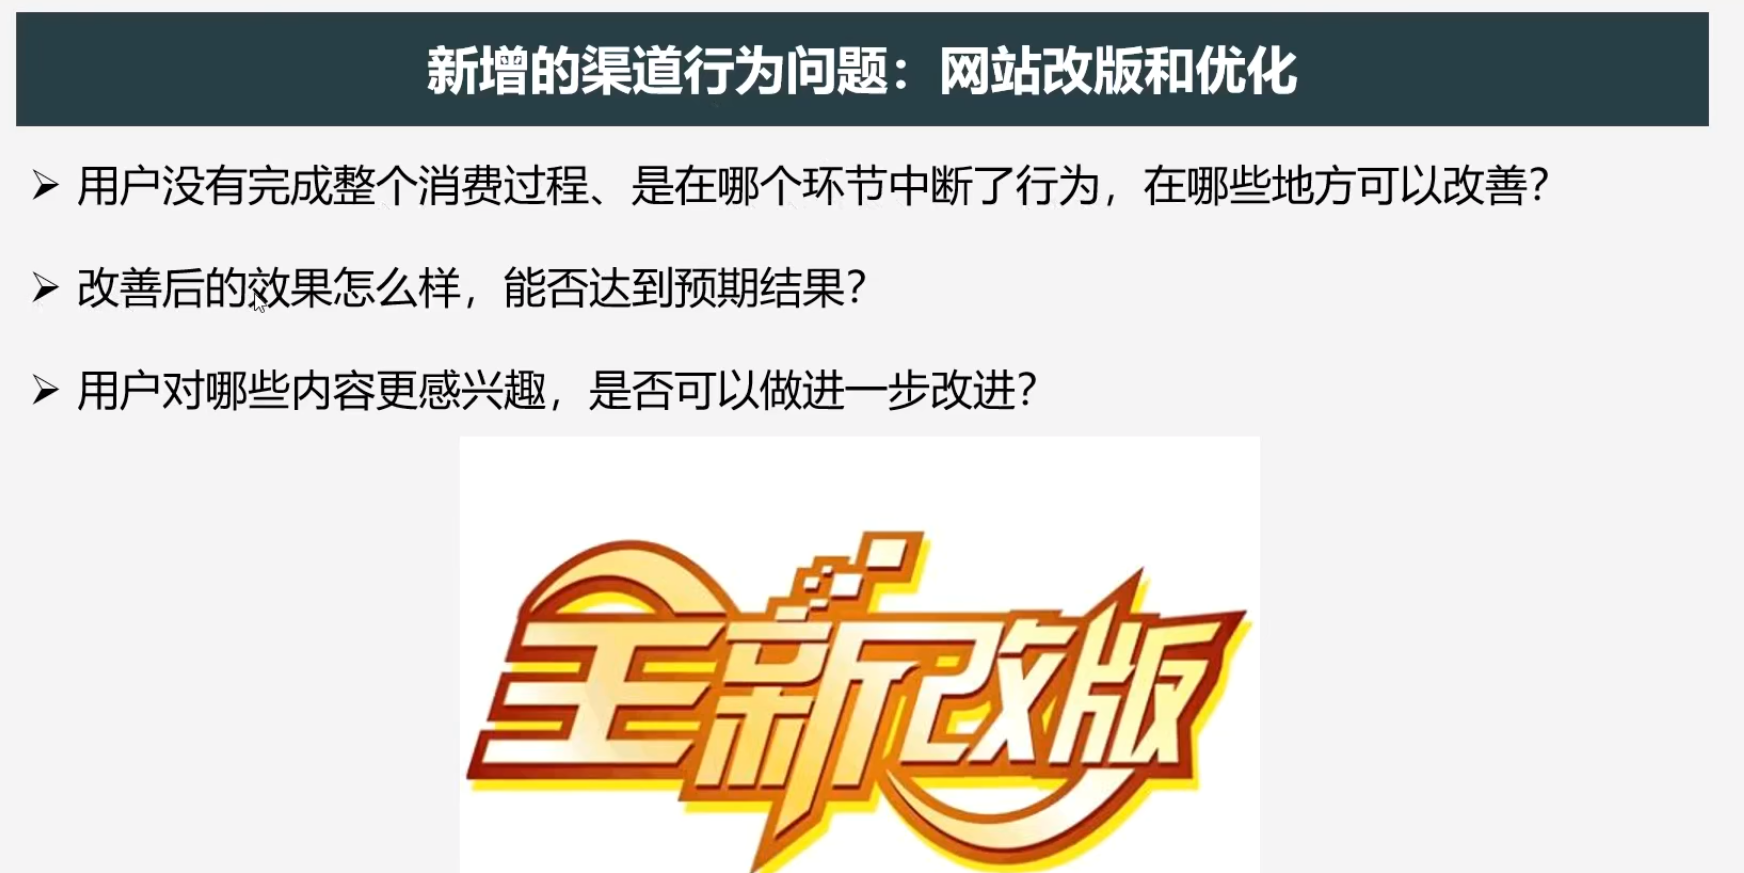 新增的渠道行为问题：网站改版和优化
用户没有完成整个消费过程、是在哪个环节中断了行为，在哪些地方可以改善？
改善后的效果怎么样，能否达到预期结果？
用户对哪些内容更感兴趣，是否可以做进一步改进？
全新改版